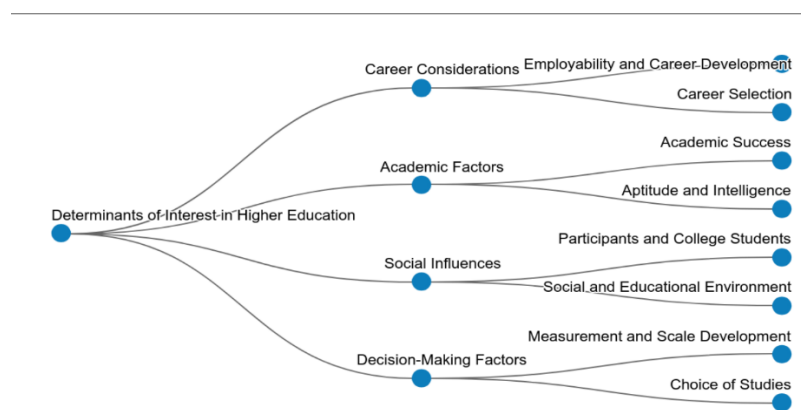 Career Considerations
Employability and Career Development
Career Selection
Academic Success
Academic Factors
Aptitude and Intelligence
Determinants of Interest in Higher Education
Participants and College Students
Social Influences
Social and Educational Environment
Measurement and Scale Development
Decision-Making Factors
Choice of Studies